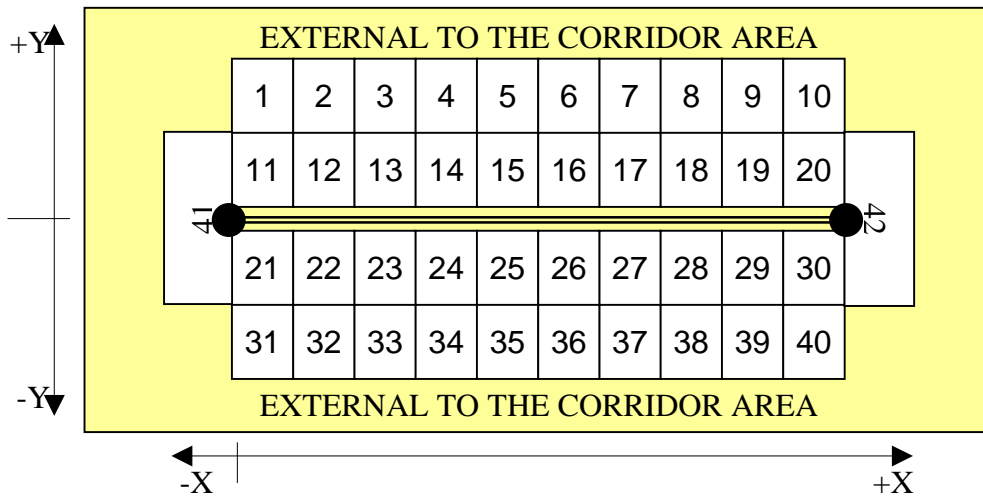 +Y
EXTERNAL TO THE CORRIDOR AREA
1 2 3 4 5 6 7 8 9 10
11 12 13 14 15 16 17 18 19 20
41
42
21 22 23 24 25 26 27 28 29 30
31 32 33 34 35 36 37 38 39 40
-Y
EXTERNAL TO THE CORRIDOR AREA
-X
+X